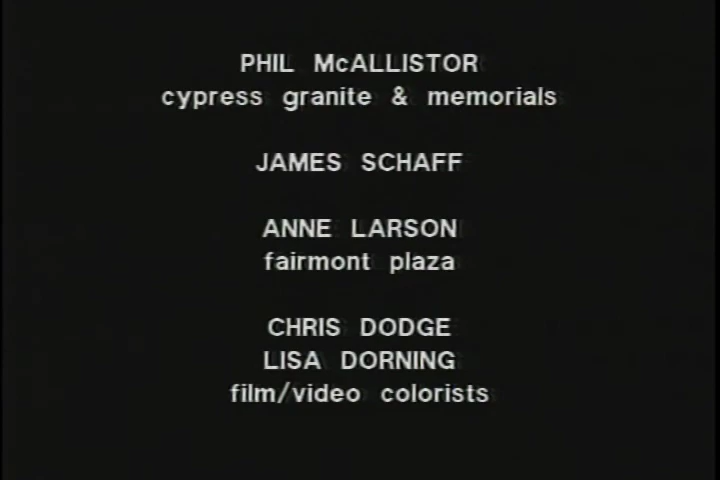 PHIL McALLISTOR
cypress granite & memorials
JAMES SCHAFF
ANNE LARSON
fairmont plaza
CHRIS DODGE
LISA DORNING
film/video colorists